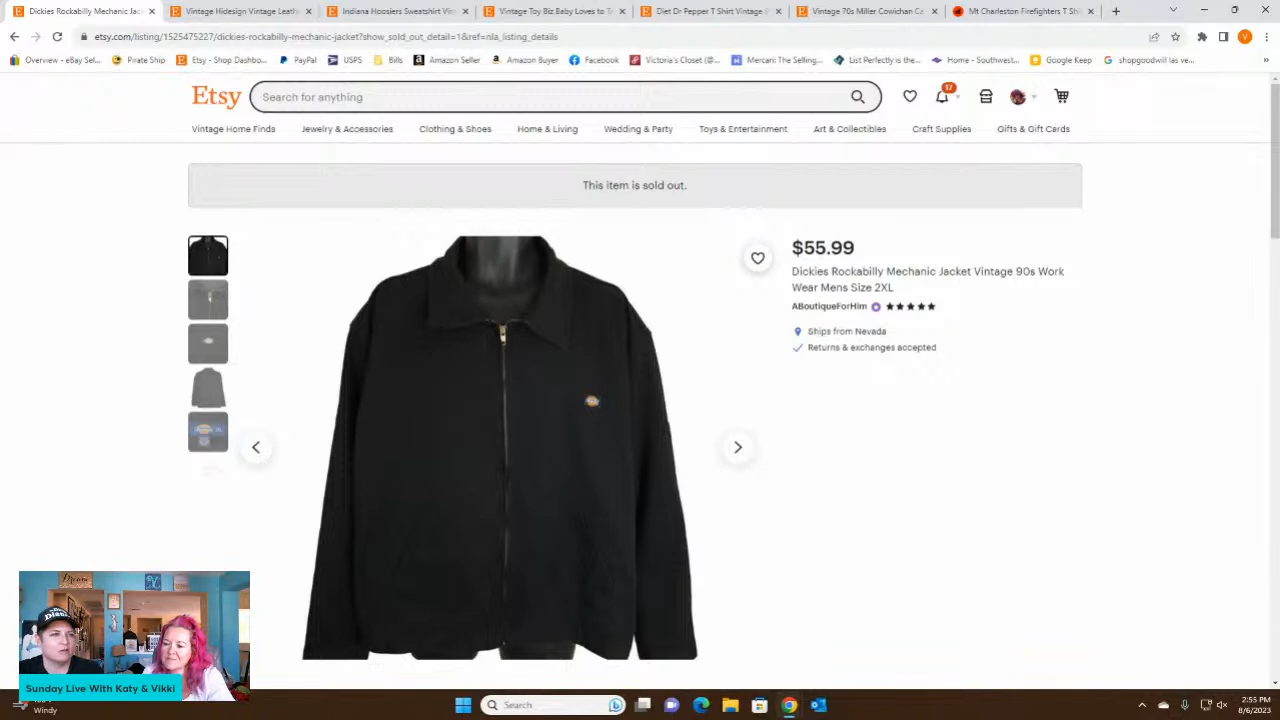 Dickies Rockabilly Mechanic Jac
Vintage Hidesign Vintage Leath
Indiana Hoosiers Sweatshirt Vin
Vintage Toy Biz Baby Loves to T
Diet Dr Pepper T Shirt Vintage
Vintage 70s Miller Cowichan Ca
Mt Charleston Firefighters T Shi
etsy.com/listing/1525475227/dickies-rockabilly-mechanic-jacket?show_sold_out_detail=1&ref=nla_listing_details
V
Overview - eBay Sel...
Pirate Ship
Etsy - Shop Dashbo...
PayPal
USPS
Bills
Amazon Seller
Amazon Buyer
Facebook
Victoria's Closet (@...
Mercari: The Selling...
List Perfectly is the...
Home - Southwest...
Google Keep
shopgoodwill las ve...
»
Etsy
Search for anything
17
Vintage Home Finds
Jewelry & Accessories
Clothing & Shoes
Home & Living
Wedding & Party
Toys & Entertainment
Art & Collectibles
Craft Supplies
Gifts & Gift Cards
This item is sold out.
$55.99
Dickies Rockabilly Mechanic Jacket Vintage 90s Work
Wear Mens Size 2XL
ABoutiqueForHim
Ships from Nevada
Returns & exchanges accepted
Sunday Live With Katy & Vikki
Windy
Search
2:55 PM
8/6/2023